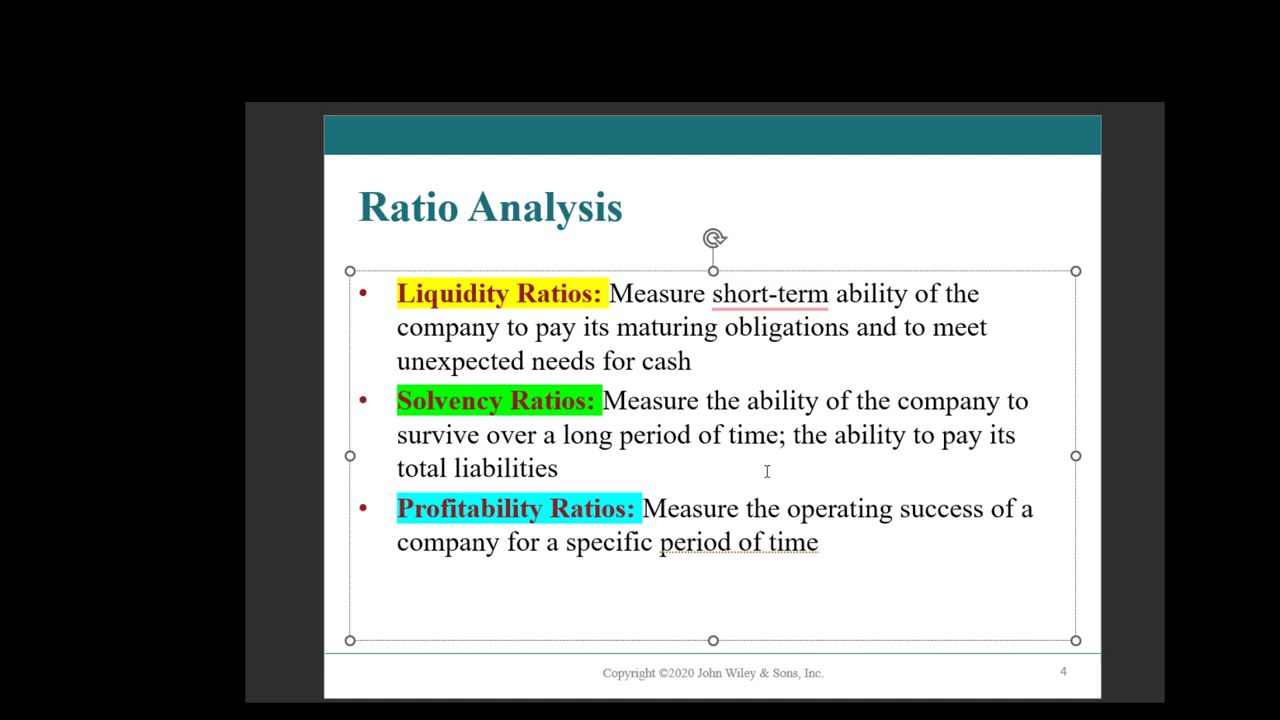 Ratio Analysis
• Liquidity Ratios: Measure short-term ability of the
company to pay its maturing obligations and to meet
unexpected needs for cash
• Solvency Ratios: Measure the ability of the company to
survive over a long period of time; the ability to pay its
total liabilities
• Profitability Ratios: Measure the operating success of a
company for a specific period of time
Copyright ©2020 John Wiley & Sons, Inc.
4